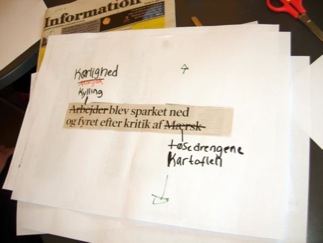 Information
Kærlighed
Kylling
Arbejder blev sparket ned
og fyret efter kritik af Mærsk
tøsedrengene
Kartoflen